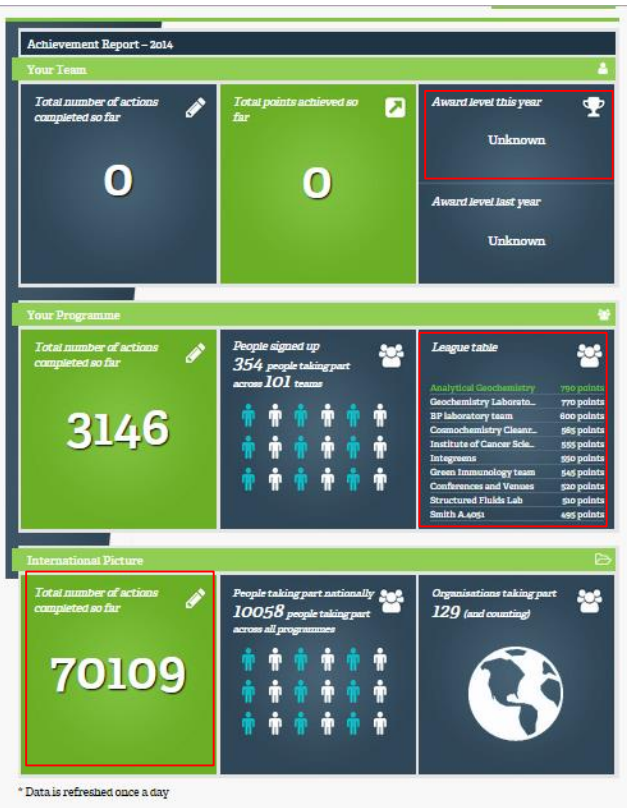 Achievement Report – 2014
Your Team
Total number of actions
completed so far
0
Total points achieved so
far
0
Award level this year
Unknown
Award level last year
Unknown
Your Programme
Total number of actions
completed so far
3146
People signed up
354 people taking part
across 101 teams
League table
Analytical Geochemistry 790 points
Geochemistry Laborato... 770 points
BP laboratory team 600 points
Cosmochemistry Cleanr... 565 points
Institute of Cancer Scie... 555 points
Integreens 550 points
Green Immunology team 545 points
Conferences and Venues 520 points
Structured Fluids Lab 510 points
Smith A.4051 495 points
International Picture
Total number of actions
completed so far
70109
People taking part nationally
10058 people taking part
across all programmes
Organisations taking part
129 (and counting)
* Data is refreshed once a day